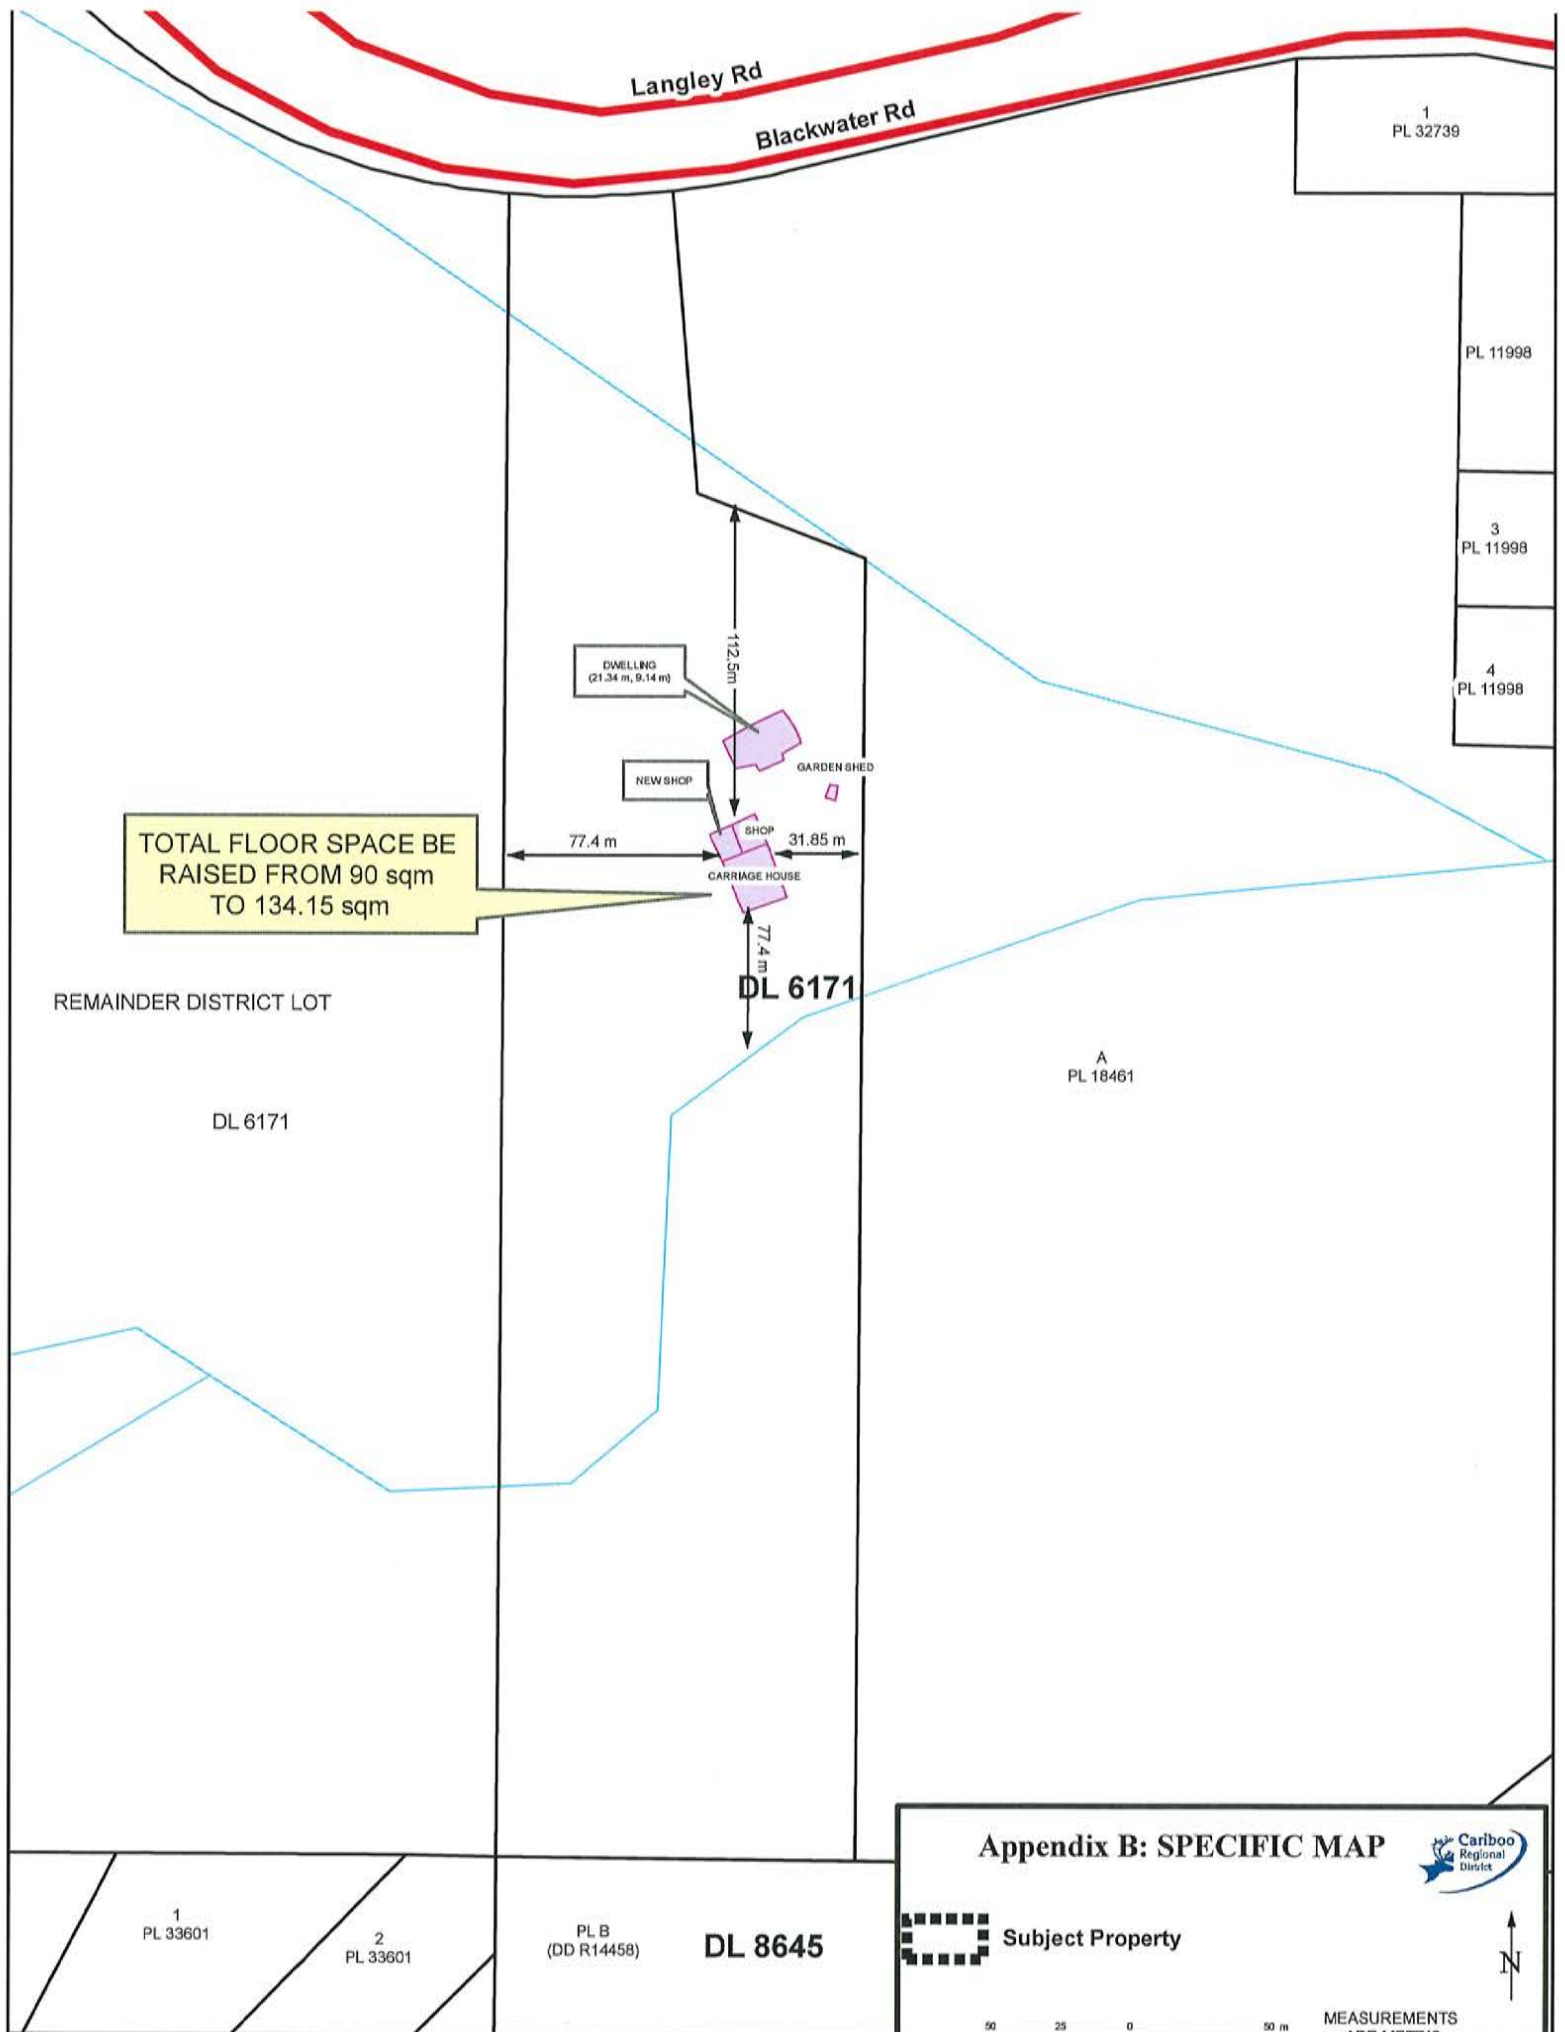 Langley Rd
Blackwater Rd
1
PL 32739
PL 11998
3
PL 11998
4
PL 11998
112.5m
DWELLING
(21.34 m, 9.14 m)
GARDEN SHED
NEW SHOP
SHOP
77.4 m
31.85 m
CARRIAGE HOUSE
TOTAL FLOOR SPACE BE
RAISED FROM 90 sqm
TO 134.15 sqm
77.4 m
DL 6171
REMAINDER DISTRICT LOT
DL 6171
A
PL 18461
1
PL 33601
2
PL 33601
PL B
(DD R14458)
DL 8645
Appendix B: SPECIFIC MAP
Cariboo
Regional
District
Subject Property
N
50 25 0 50 m
MEASUREMENTS